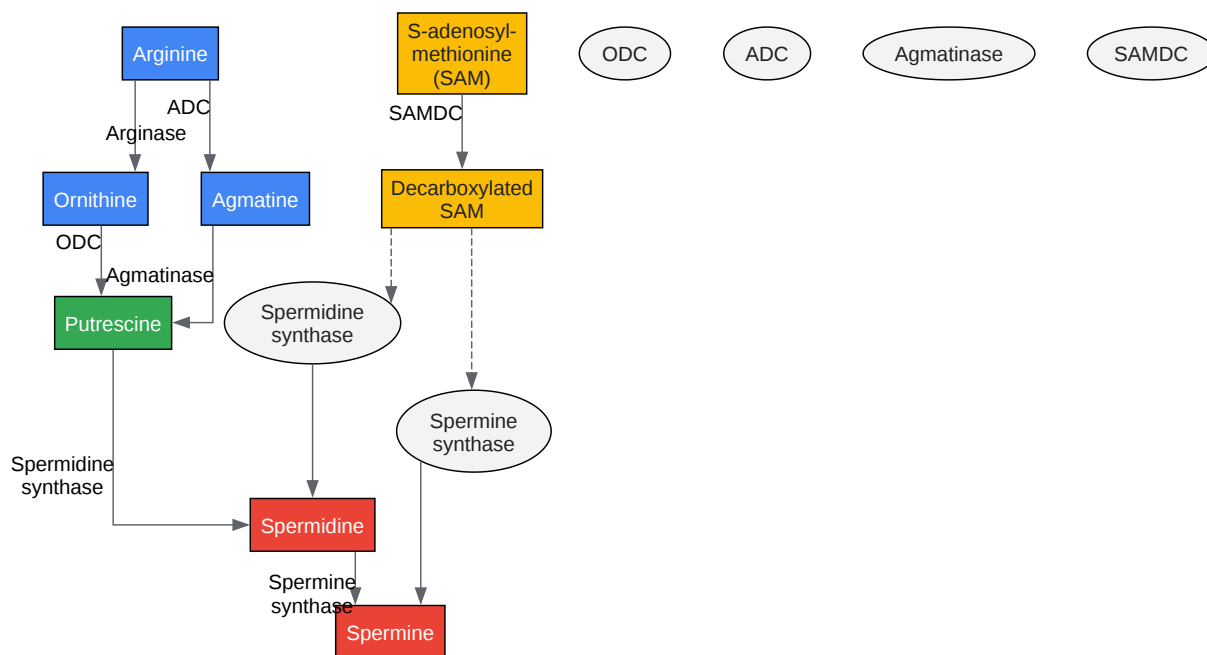 Arginine
S-adenosyl-
methionine
(SAM)
ODC
ADC
Agmatinase
SAMDC
ADC
Arginase
SAMDC
Ornithine
Agmatine
Decarboxylated
SAM
ODC
Agmatinase
Putrescine
Spermidine
synthase
Spermine
synthase
Spermidine
synthase
Spermidine
Spermine
synthase
Spermine